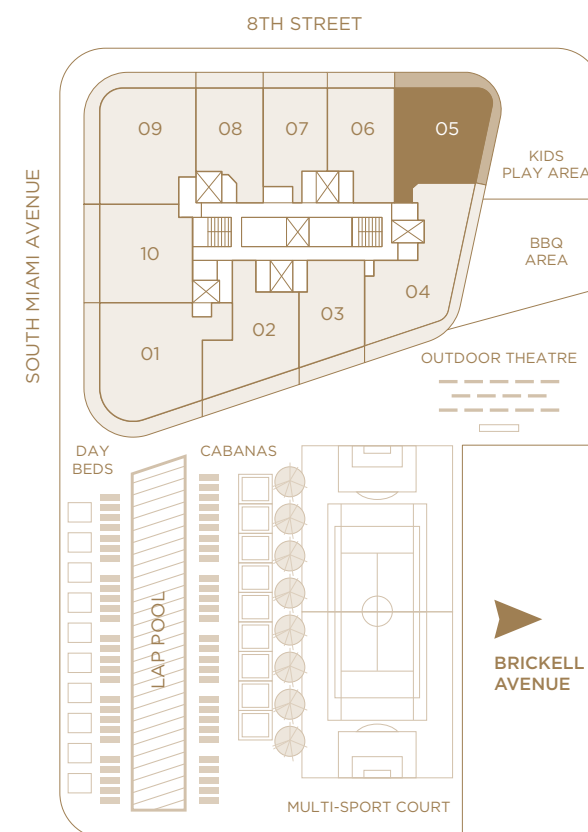 8TH STREET
09
08
07
06
05
KIDS
PLAY AREA
SOUTH MIAMI AVENUE
BBQ
AREA
10
04
03
02
01
OUTDOOR THEATRE
DAY
BEDS
CABANAS
LAP POOL
BRICKELL
AVENUE
MULTI-SPORT COURT